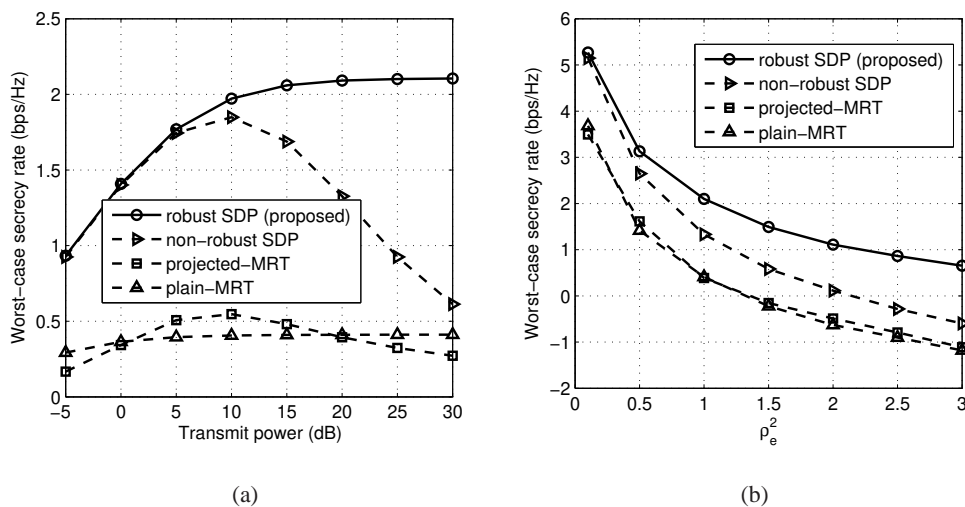 2.5
2
1.5
1
0.5
0
−5
0
5
10
15
20
25
30
Transmit power (dB)
Worst−case secrecy rate (bps/Hz)
robust SDP (proposed)
non−robust SDP
projected−MRT
plain−MRT
(a)
6
5
4
3
2
1
0
−1
−2
0
0.5
1
1.5
2
2.5
3
ρ_e^2
Worst−case secrecy rate (bps/Hz)
robust SDP (proposed)
non−robust SDP
projected−MRT
plain−MRT
(b)